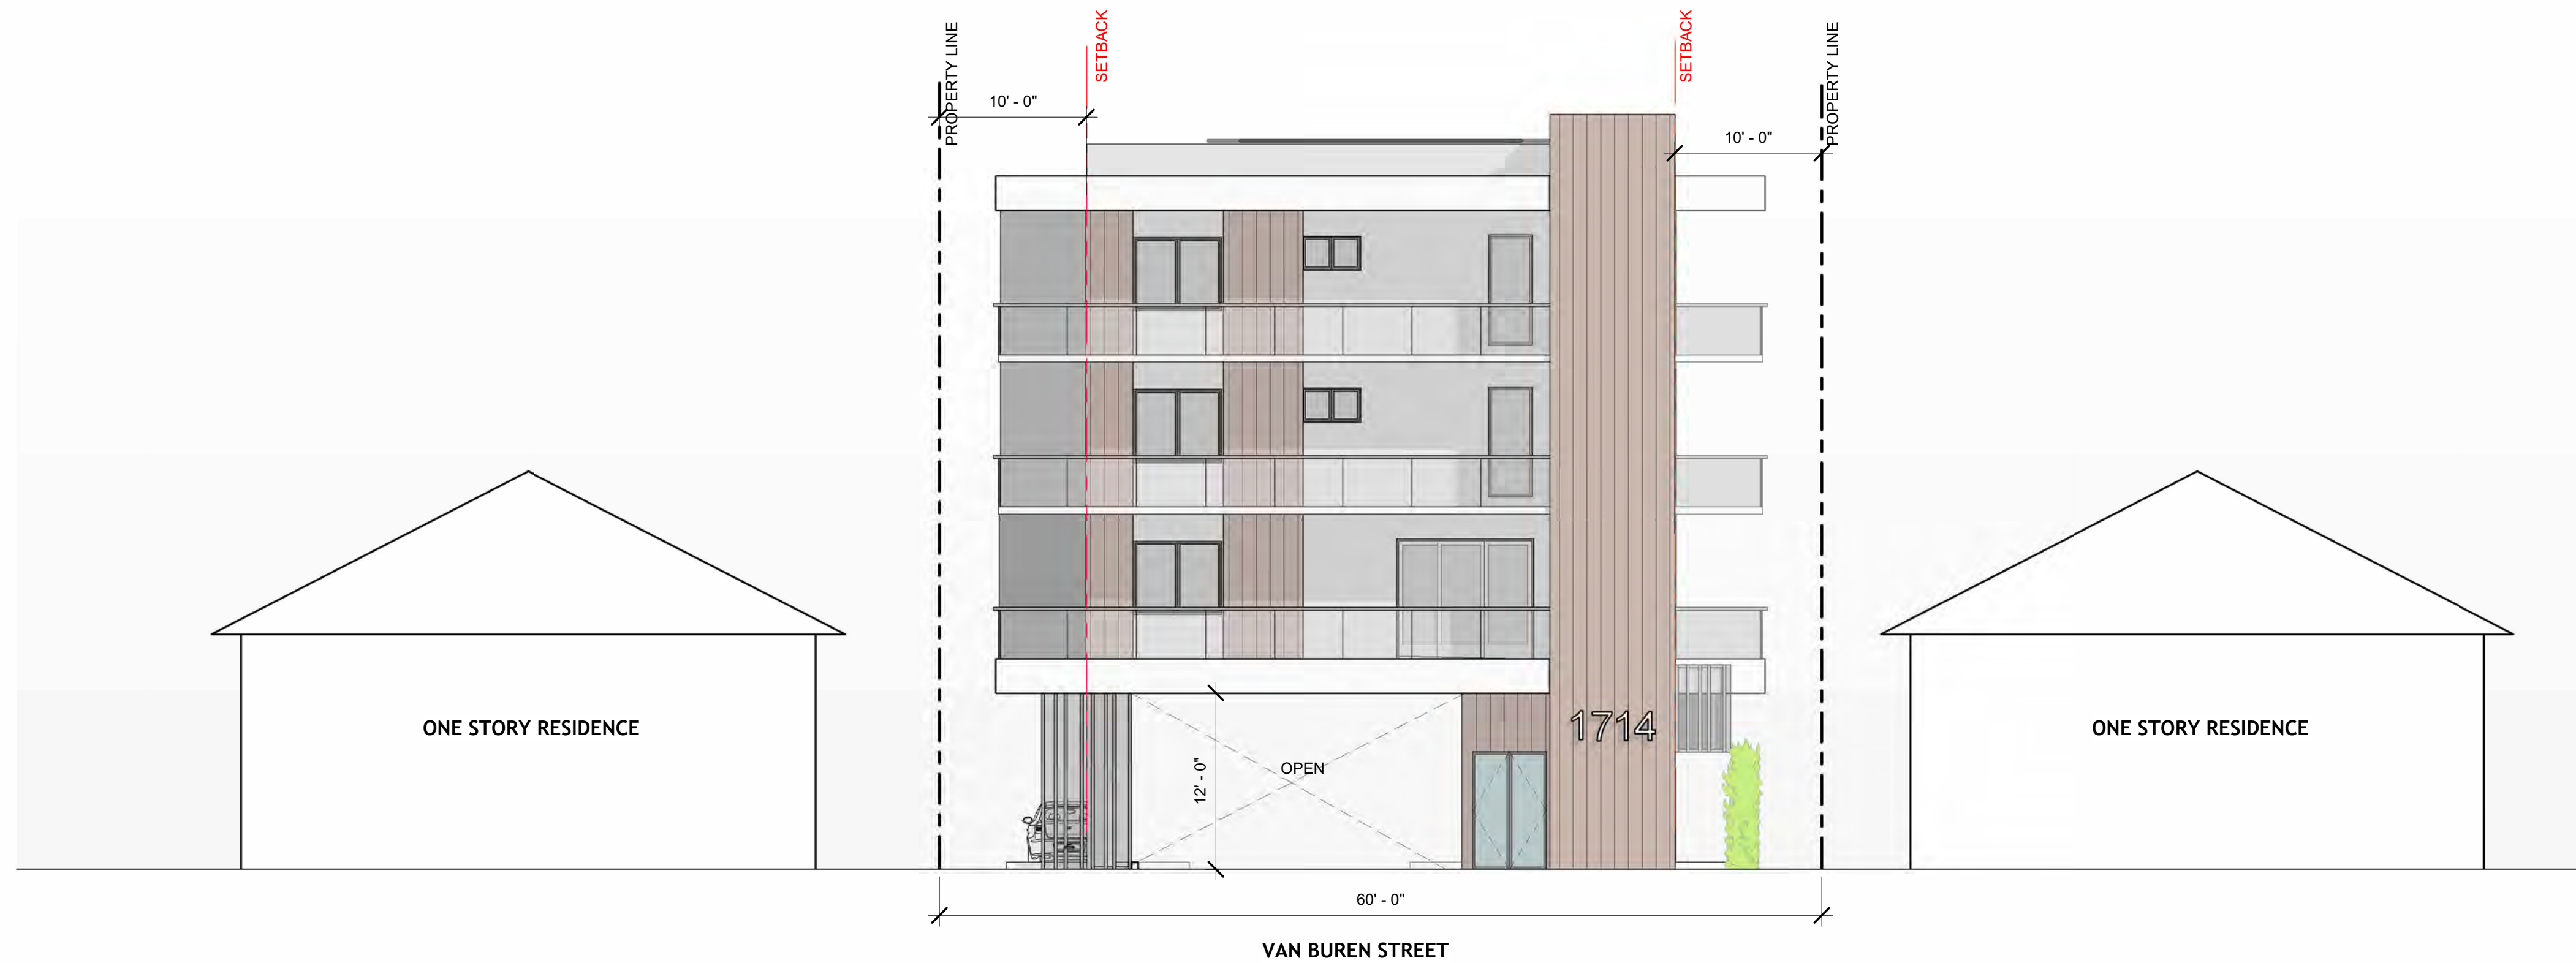 PROPERTY LINE
SETBACK
SETBACK
PROPERTY LINE
10' - 0"
10' - 0"
ONE STORY RESIDENCE
1714
ONE STORY RESIDENCE
12' - 0"
OPEN
60' - 0"
VAN BUREN STREET